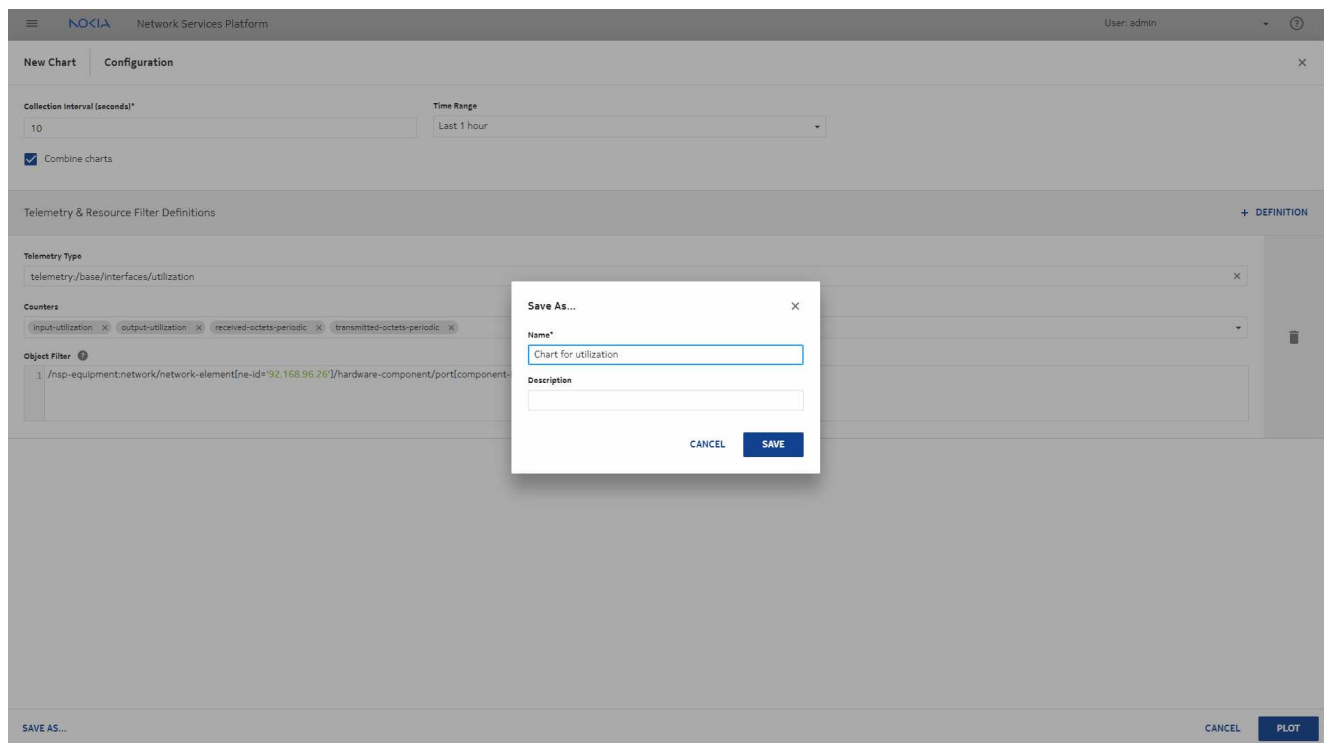 NOKIA Network Services Platform User: admin
New Chart Configuration
Collection Interval (seconds)* Time Range
10 Last 1 hour
Combine charts
Telemetry & Resource Filter Definitions + DEFINITION
Telemetry Type
telemetry:/base/interfaces/utilization
Counters
input-utilization output-utilization received-octets-periodic transmitted-octets-periodic
Object Filter
1 /nsp-equipment:network/network-element[ne-id='92.168.96.26']/hardware-component/port[component-
Save As...
Name*
Chart for utilization
Description
CANCEL SAVE
SAVE AS... CANCEL PLOT